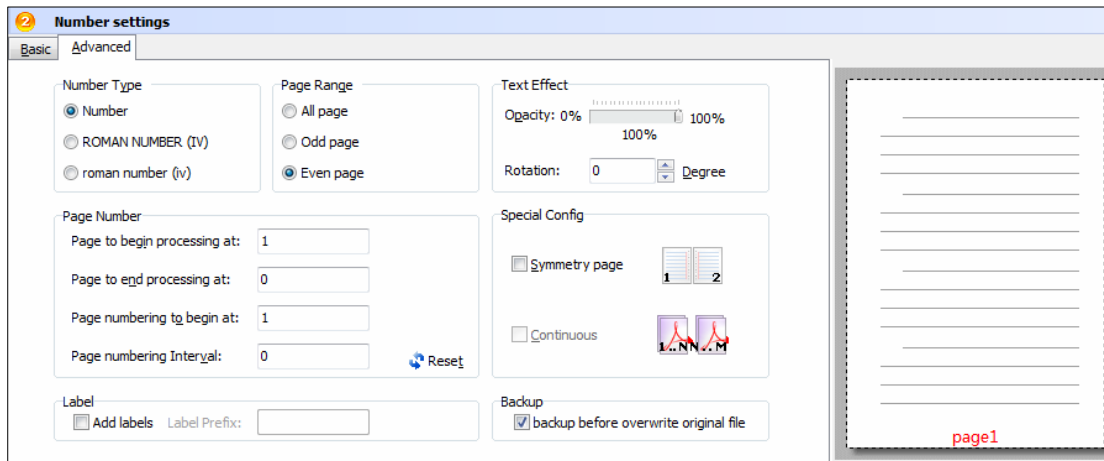 2 Number settings
Basic Advanced
Number Type Page Range Text Effect
Number All page Opacity: 0% 100%
100%
ROMAN NUMBER (IV) Odd page
roman number (iv) Even page Rotation: 0 Degree
Page Number Special Config
Page to begin processing at: 1
Symmetry page 1 2
Page to end processing at: 0
Page numbering to begin at: 1
Continuous 1..NN..M
Page numbering Interval: 0 Reset
Label Backup
Add labels Label Prefix: backup before overwrite original file
page1